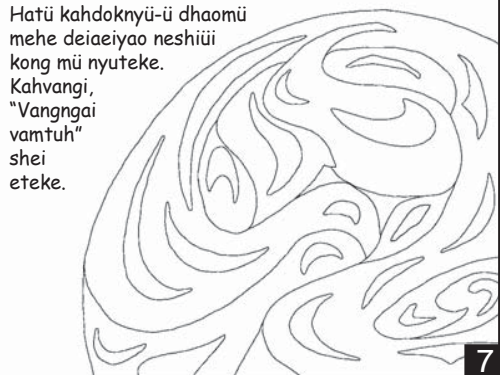 Hatü kahdoknyü-ü dhaomü
mehe deiaeiyao neshiüi
kong mü nyuteke.
Kahvangi,
“Vangngai
vamtuh”
shei
eteke.
7